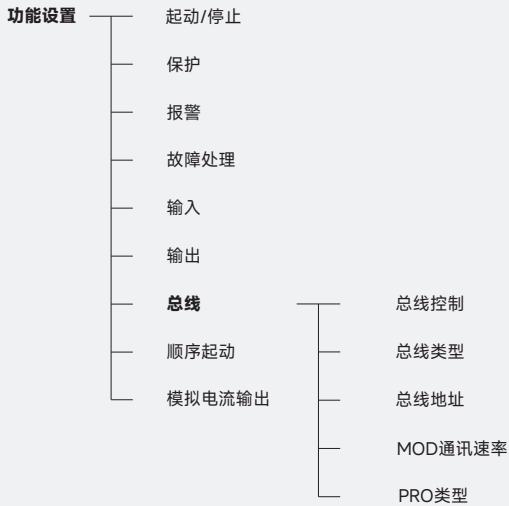 功能设置
起动/停止
保护
报警
故障处理
输入
输出
总线
总线控制
顺序起动
总线类型
模拟电流输出
总线地址
MOD通讯速率
PRO类型